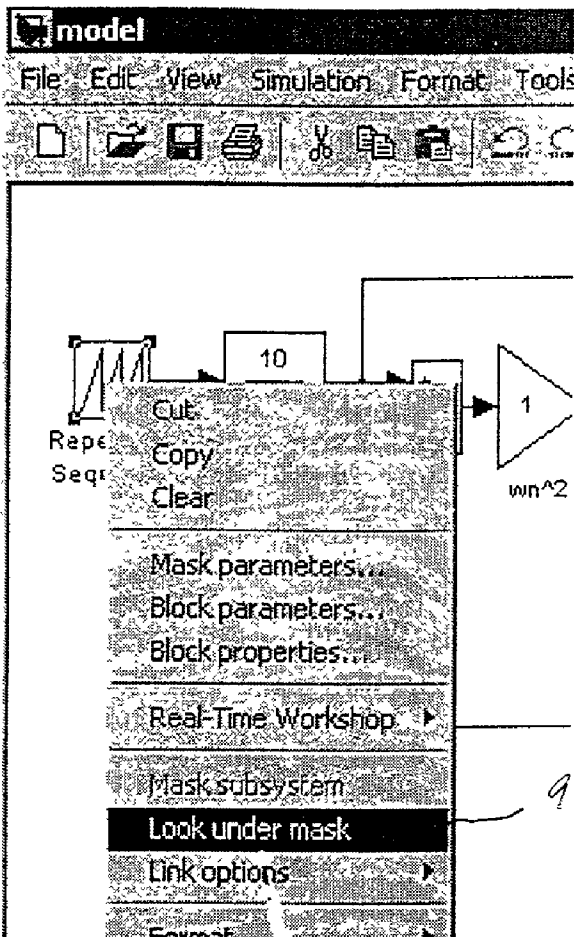 model
File Edit View Simulation Format Tools
10
1
Repe
Seq
wn^2
Cut
Copy
Clear
Mask parameters...
Block parameters...
Block properties...
Real-Time Workshop
Mask subsystem
Look under mask
9
Link options
Format